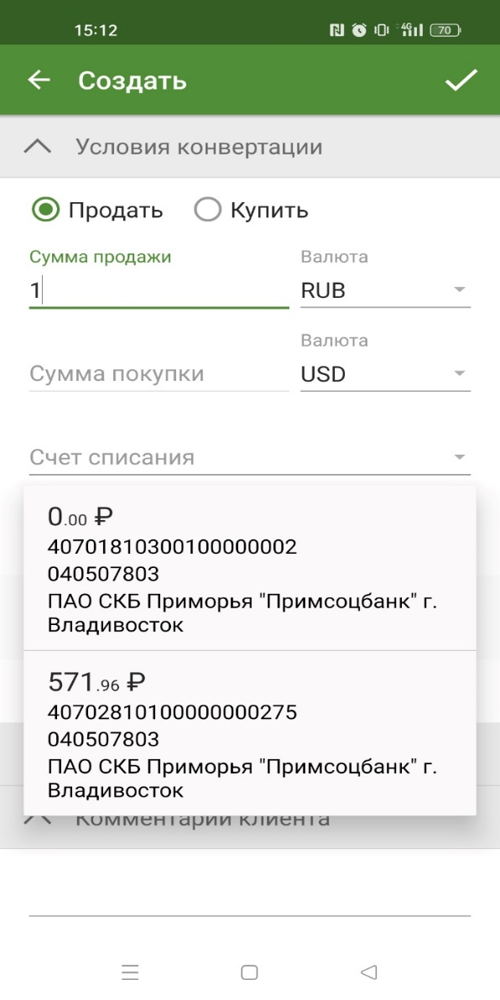 15:12
4G
70
Создать
Условия конвертации
Продать
Купить
Сумма продажи
Валюта
1
RUB
Валюта
Сумма покупки
USD
Счет списания
0.00 ₽
40701810300100000002
040507803
ПАО СКБ Приморья "Примсоцбанк" г.
Владивосток
571.96 ₽
40702810100000000275
040507803
ПАО СКБ Приморья "Примсоцбанк" г.
Владивосток
Комментарии клиента